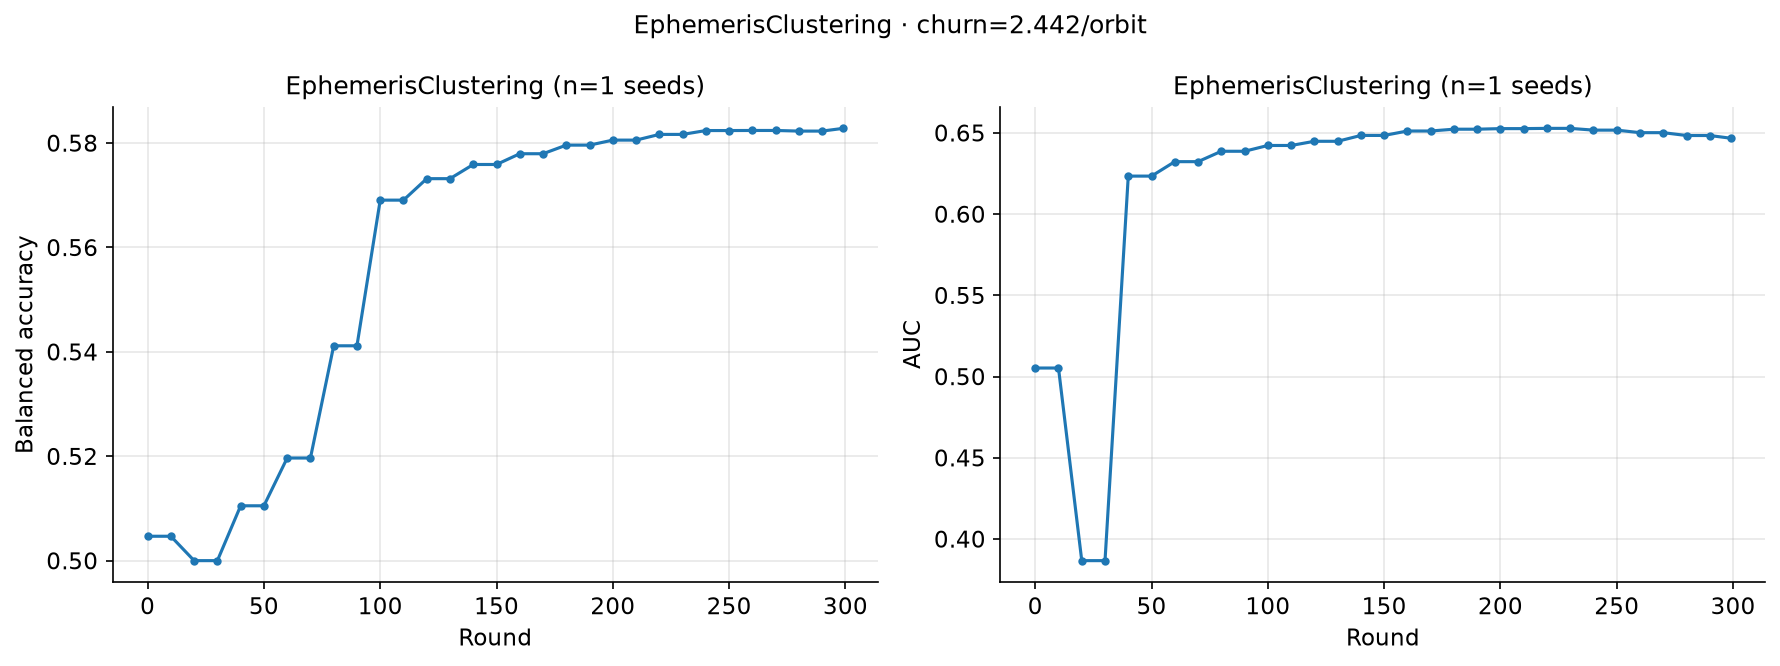 EphemerisClustering · churn=2.442/orbit
EphemerisClustering (n=1 seeds)
Balanced accuracy
0.58
0.56
0.54
0.52
0.50
0 50 100 150 200 250 300
Round
EphemerisClustering (n=1 seeds)
AUC
0.65
0.60
0.55
0.50
0.45
0.40
0 50 100 150 200 250 300
Round